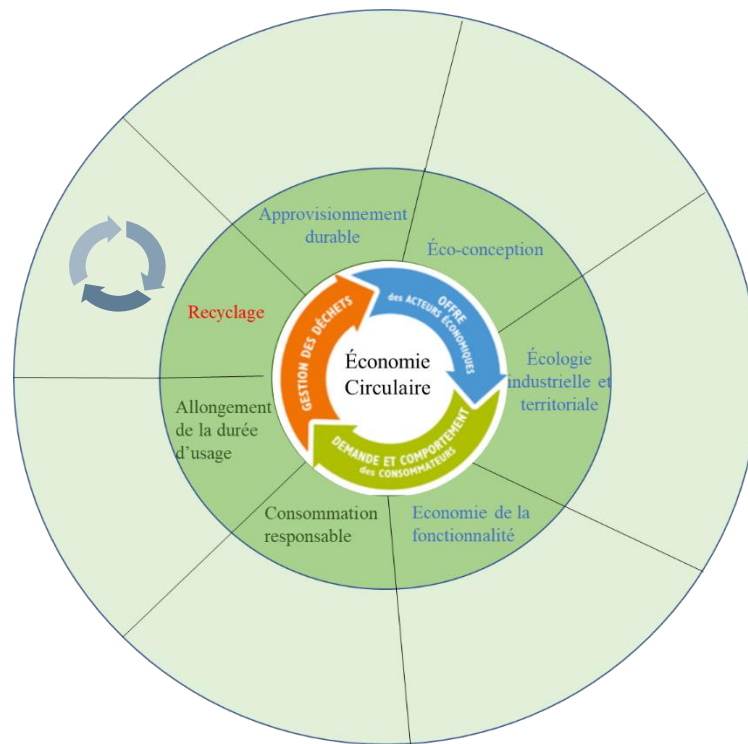 Approvisionnement
durable
Éco-conception
Écologie
industrielle et
territoriale
Economie de la
fonctionnalité
Consommation
responsable
Allongement
de la durée
d'usage
Recyclage
OFFRE
des ACTEURS ÉCONOMIQUES
DEMANDE ET COMPORTEMENT
des CONSOMMATEURS
GESTION DES DÉCHETS
Économie
Circulaire